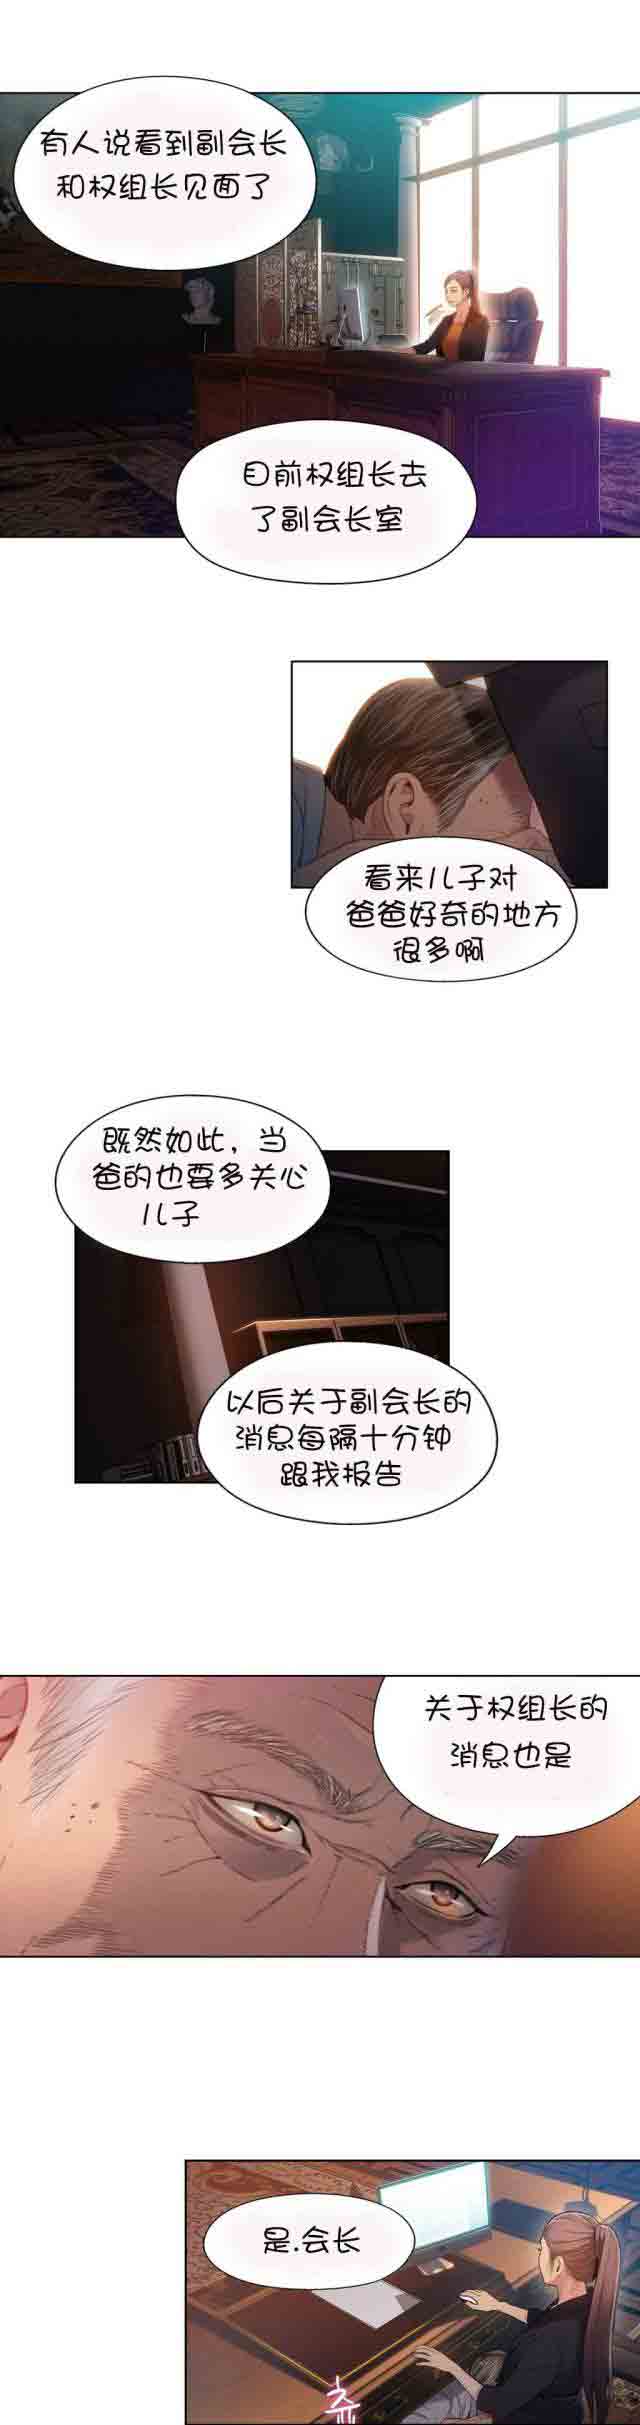 有人说看到副会长
和权组长见面了
目前权组长去
了副会长室
看来儿子对
爸爸好奇的地方
很多啊
既然如此，当
爸的也要多关心
儿子
以后关于副会长的
消息每隔十分钟
跟我报告
关于权组长的
消息也是
是.会长
츄